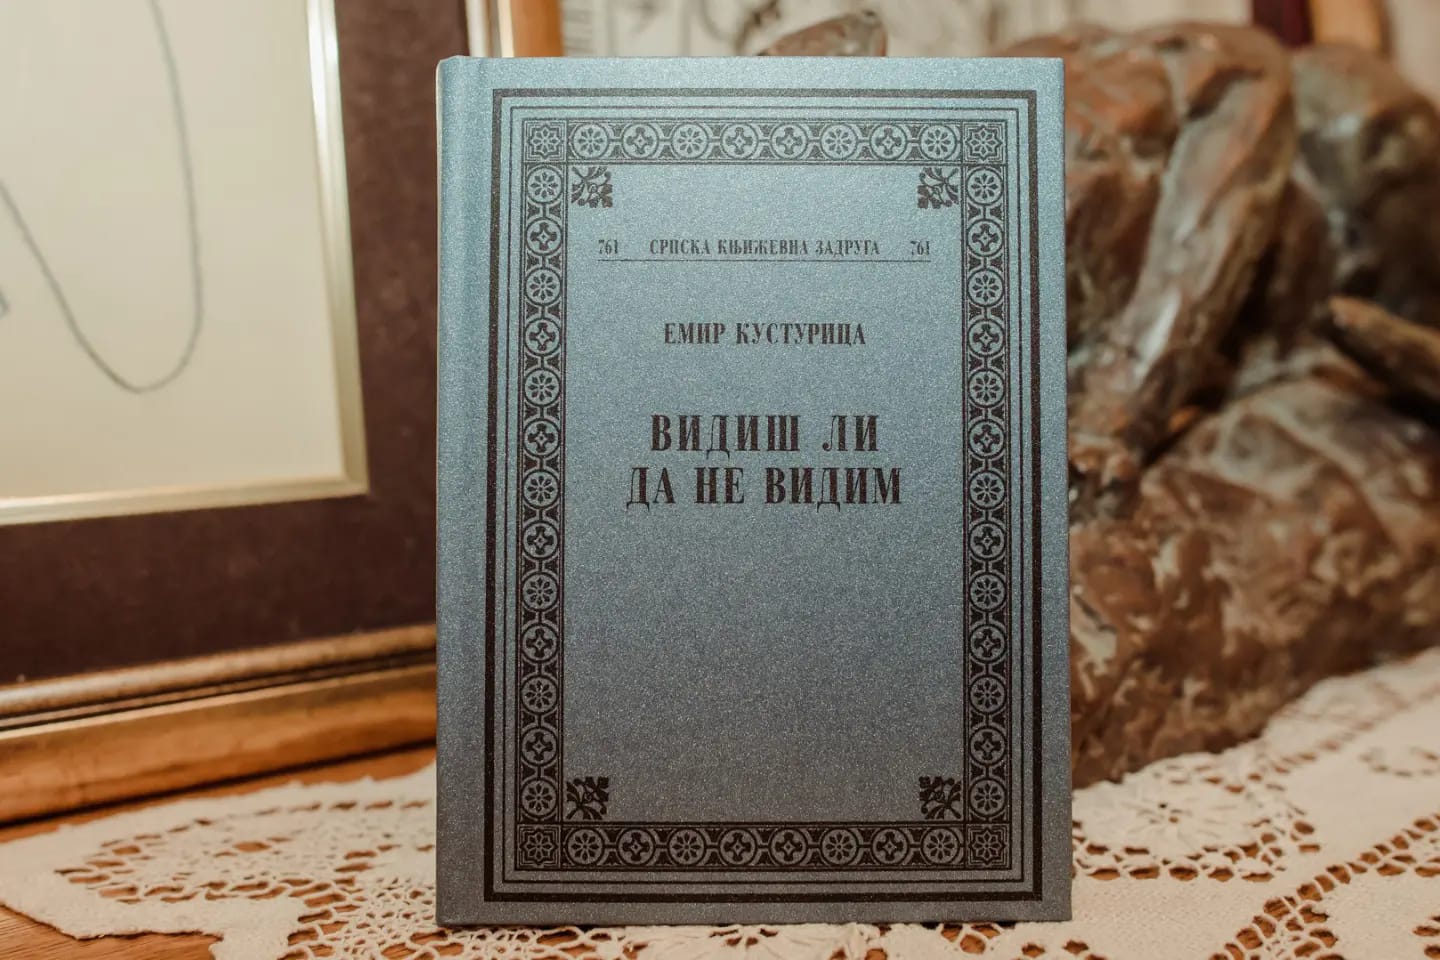 761 СРПСКА КЊИЖЕВНА ЗАДРУГА 761
ЕМИР КУСТУРИЦА
ВИДИШ ЛИ
ДА НЕ ВИДИМ